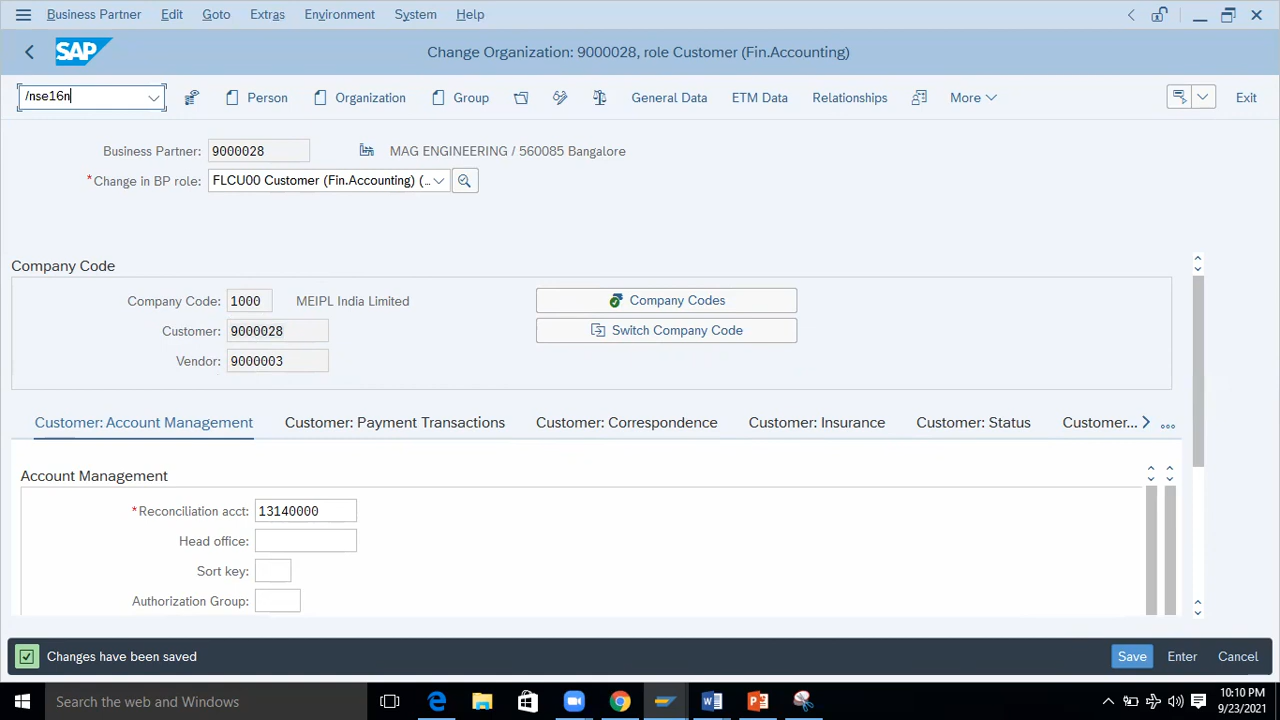 Business Partner Edit Goto Extras Environment System Help
SAP Change Organization: 9000028, role Customer (Fin.Accounting)
/nse16n Person Organization Group General Data ETM Data Relationships More Exit
Business Partner: 9000028 MAG ENGINEERING / 560085 Bangalore
*Change in BP role: FLCU00 Customer (Fin.Accounting) (...
Company Code
Company Code: 1000 MEIPL India Limited Company Codes
Customer: 9000028 Switch Company Code
Vendor: 9000003
Customer: Account Management Customer: Payment Transactions Customer: Correspondence Customer: Insurance Customer: Status Customer...
Account Management
*Reconciliation acct: 13140000
Head office:
Sort key:
Authorization Group:
Changes have been saved Save Enter Cancel
Search the web and Windows 10:10 PM
9/23/2021